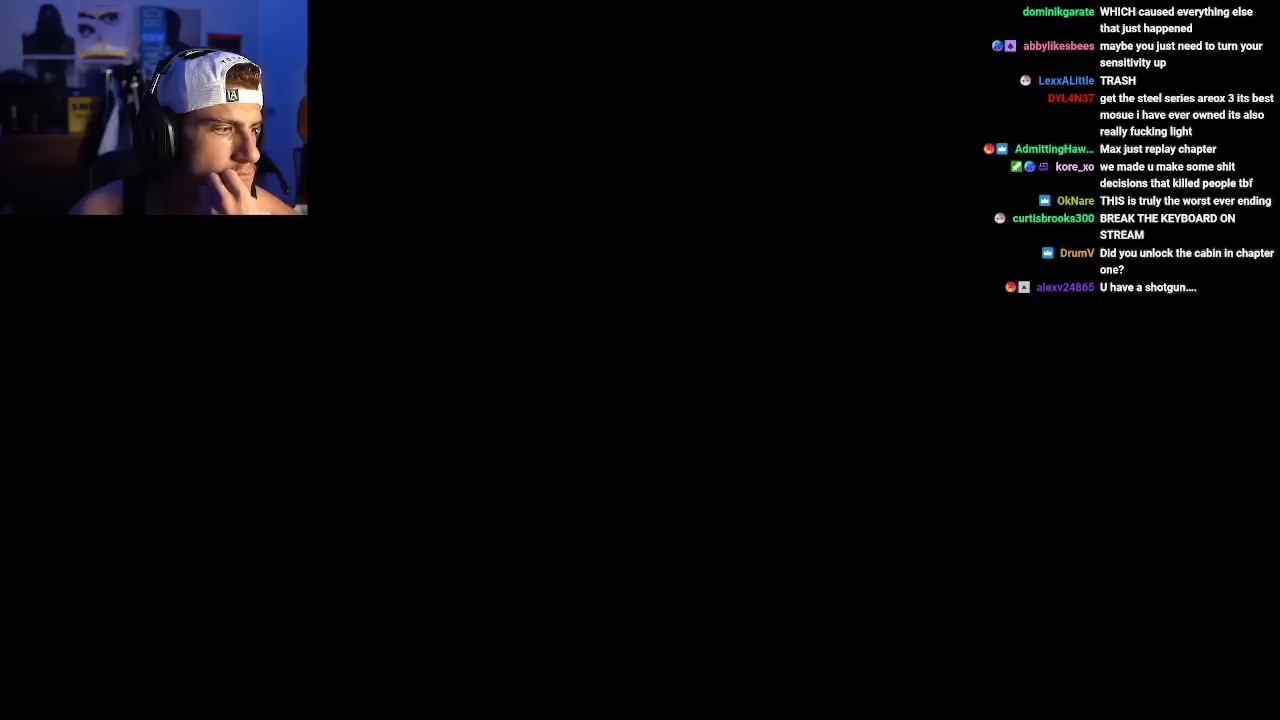 dominikgarate WHICH caused everything else
that just happened
abbylikesbees maybe you just need to turn your
sensitivity up
LexxALittle TRASH
DYL4N37 get the steel series areox 3 its best
mosue i have ever owned its also
really fucking light
AdmittingHaw... Max just replay chapter
kore_xo we made u make some shit
decisions that killed people tbf
OkNare THIS is truly the worst ever ending
curtisbrooks300 BREAK THE KEYBOARD ON
STREAM
DrumV Did you unlock the cabin in chapter
one?
alexv24865 U have a shotgun....